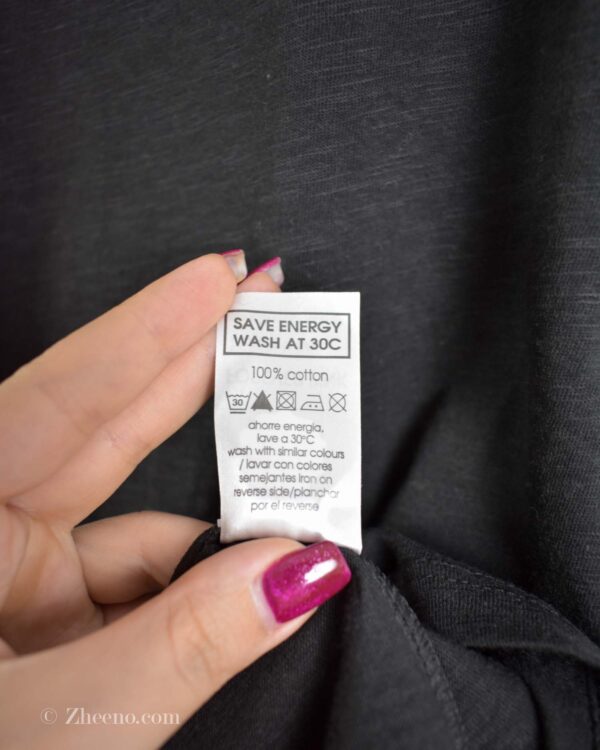 SAVE ENERGY
WASH AT 30C
100% cotton
30
ahorre energía,
lave a 30°C
wash with similar colours
/ lavar con colores
semejantes iron on
reverse side/planchar
por el reverse
© Zheeno.com